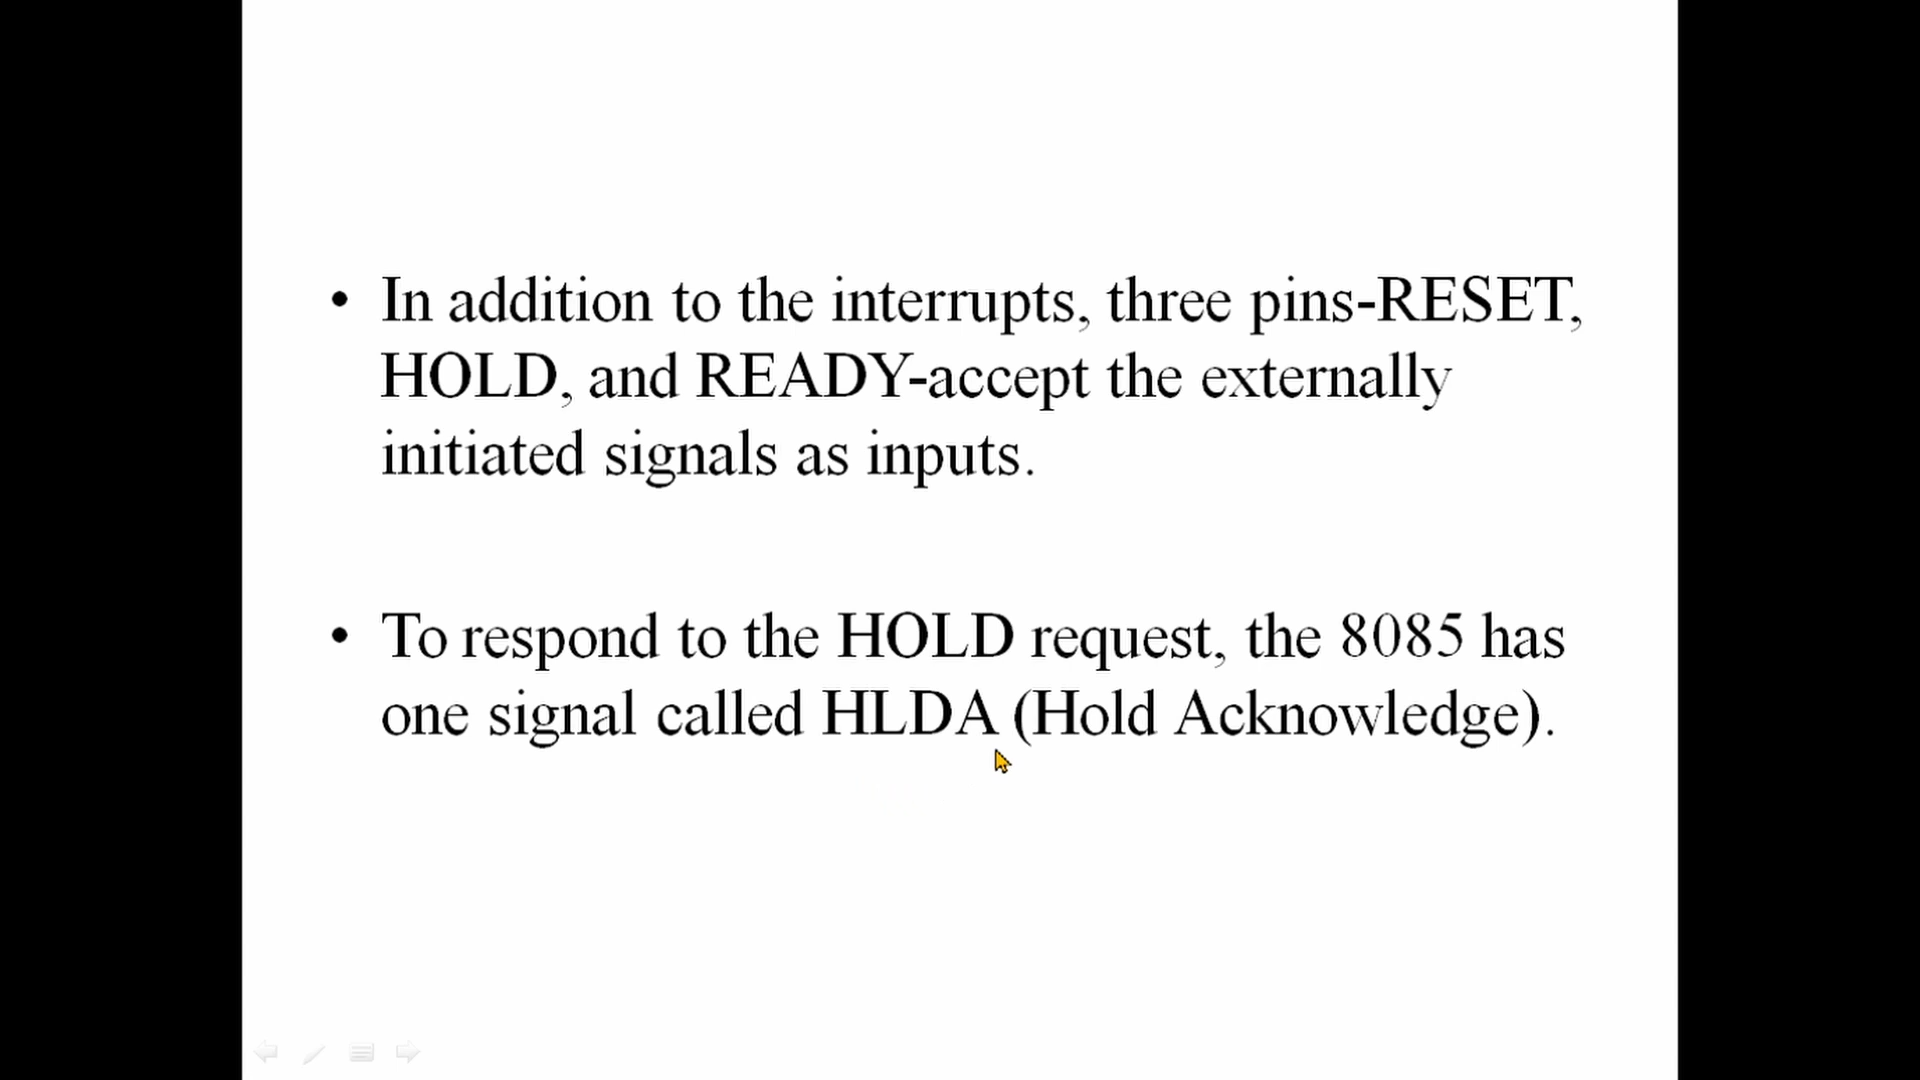 • In addition to the interrupts, three pins-RESET,
HOLD, and READY-accept the externally
initiated signals as inputs.
• To respond to the HOLD request, the 8085 has
one signal called HLDA (Hold Acknowledge).